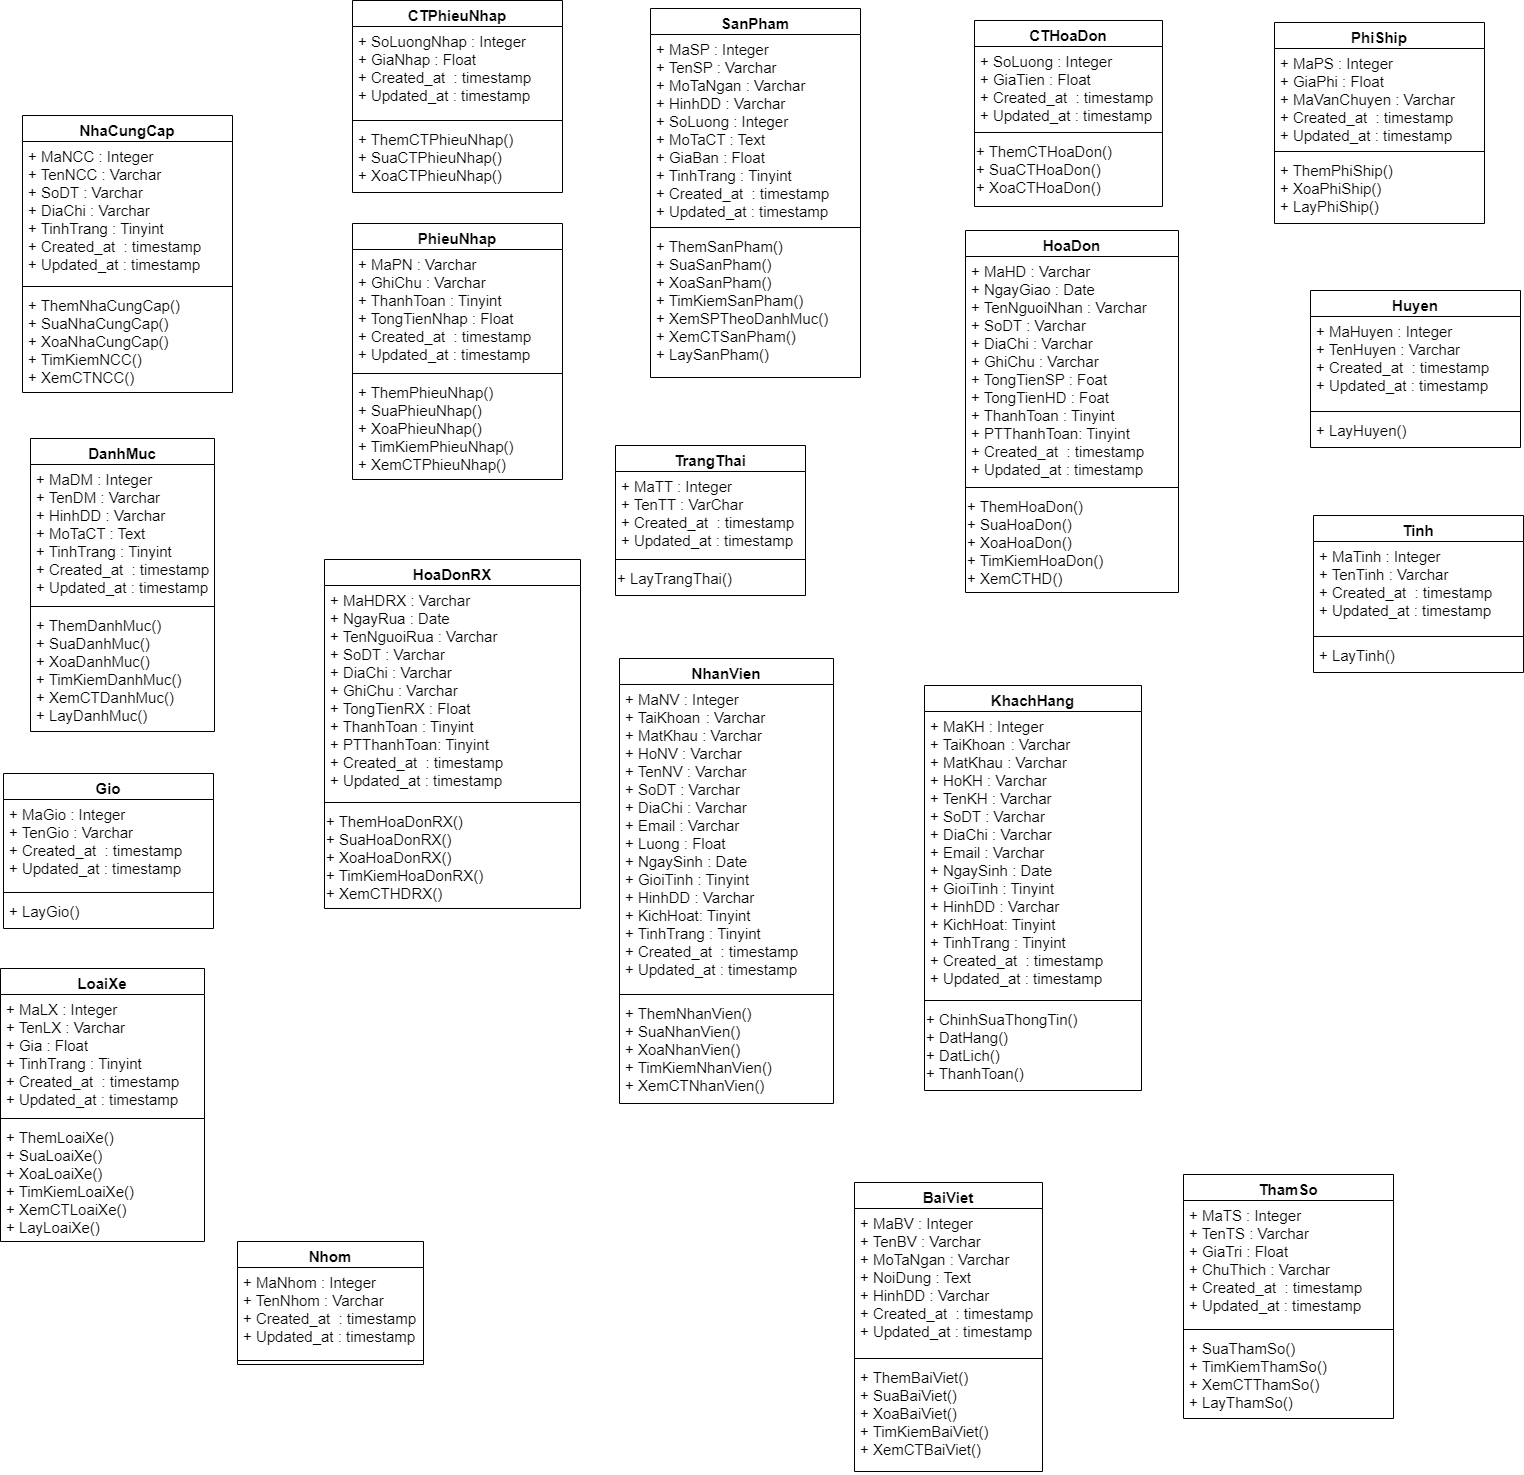 CTPhieuNhap
+ SoLuongNhap : Integer
+ GiaNhap : Float
+ Created_at : timestamp
+ Updated_at : timestamp
+ ThemCTPhieuNhap()
+ SuaCTPhieuNhap()
+ XoaCTPhieuNhap()
SanPham
+ MaSP : Integer
+ TenSP : Varchar
+ MoTaNgan : Varchar
+ HinhDD : Varchar
+ SoLuong : Integer
+ MoTaCT : Text
+ GiaBan : Float
+ TinhTrang : Tinyint
+ Created_at : timestamp
+ Updated_at : timestamp
+ ThemSanPham()
+ SuaSanPham()
+ XoaSanPham()
+ TimKiemSanPham()
+ XemSPTheoDanhMuc()
+ XemCTSanPham()
+ LaySanPham()
CTHoaDon
+ SoLuong : Integer
+ GiaTien : Float
+ Created_at : timestamp
+ Updated_at : timestamp
+ ThemCTHoaDon()
+ SuaCTHoaDon()
+ XoaCTHoaDon()
PhiShip
+ MaPS : Integer
+ GiaPhi : Float
+ MaVanChuyen : Varchar
+ Created_at : timestamp
+ Updated_at : timestamp
+ ThemPhiShip()
+ XoaPhiShip()
+ LayPhiShip()
NhaCungCap
+ MaNCC : Integer
+ TenNCC : Varchar
+ SoDT : Varchar
+ DiaChi : Varchar
+ TinhTrang : Tinyint
+ Created_at : timestamp
+ Updated_at : timestamp
+ ThemNhaCungCap()
+ SuaNhaCungCap()
+ XoaNhaCungCap()
+ TimKiemNCC()
+ XemCTNCC()
PhieuNhap
+ MaPN : Varchar
+ GhiChu : Varchar
+ ThanhToan : Tinyint
+ TongTienNhap : Float
+ Created_at : timestamp
+ Updated_at : timestamp
+ ThemPhieuNhap()
+ SuaPhieuNhap()
+ XoaPhieuNhap()
+ TimKiemPhieuNhap()
+ XemCTPhieuNhap()
HoaDon
+ MaHD : Varchar
+ NgayGiao : Date
+ TenNguoiNhan : Varchar
+ SoDT : Varchar
+ DiaChi : Varchar
+ GhiChu : Varchar
+ TongTienSP : Foat
+ TongTienHD : Foat
+ ThanhToan : Tinyint
+ PTThanhToan: Tinyint
+ Created_at : timestamp
+ Updated_at : timestamp
+ ThemHoaDon()
+ SuaHoaDon()
+ XoaHoaDon()
+ TimKiemHoaDon()
+ XemCTHD()
Huyen
+ MaHuyen : Integer
+ TenHuyen : Varchar
+ Created_at : timestamp
+ Updated_at : timestamp
+ LayHuyen()
DanhMuc
+ MaDM : Integer
+ TenDM : Varchar
+ HinhDD : Varchar
+ MoTaCT : Text
+ TinhTrang : Tinyint
+ Created_at : timestamp
+ Updated_at : timestamp
+ ThemDanhMuc()
+ SuaDanhMuc()
+ XoaDanhMuc()
+ TimKiemDanhMuc()
+ XemCTDanhMuc()
+ LayDanhMuc()
TrangThai
+ MaTT : Integer
+ TenTT : VarChar
+ Created_at : timestamp
+ Updated_at : timestamp
+ LayTrangThai()
Tinh
+ MaTinh : Integer
+ TenTinh : Varchar
+ Created_at : timestamp
+ Updated_at : timestamp
+ LayTinh()
HoaDonRX
+ MaHDRX : Varchar
+ NgayRua : Date
+ TenNguoiRua : Varchar
+ SoDT : Varchar
+ DiaChi : Varchar
+ GhiChu : Varchar
+ TongTienRX : Float
+ ThanhToan : Tinyint
+ PTThanhToan: Tinyint
+ Created_at : timestamp
+ Updated_at : timestamp
+ ThemHoaDonRX()
+ SuaHoaDonRX()
+ XoaHoaDonRX()
+ TimKiemHoaDonRX()
+ XemCTHDRX()
NhanVien
+ MaNV : Integer
+ TaiKhoan : Varchar
+ MatKhau : Varchar
+ HoNV : Varchar
+ TenNV : Varchar
+ SoDT : Varchar
+ DiaChi : Varchar
+ Email : Varchar
+ Luong : Float
+ NgaySinh : Date
+ GioiTinh : Tinyint
+ HinhDD : Varchar
+ KichHoat: Tinyint
+ TinhTrang : Tinyint
+ Created_at : timestamp
+ Updated_at : timestamp
+ ThemNhanVien()
+ SuaNhanVien()
+ XoaNhanVien()
+ TimKiemNhanVien()
+ XemCTNhanVien()
KhachHang
+ MaKH : Integer
+ TaiKhoan : Varchar
+ MatKhau : Varchar
+ HoKH : Varchar
+ TenKH : Varchar
+ SoDT : Varchar
+ DiaChi : Varchar
+ Email : Varchar
+ NgaySinh : Date
+ GioiTinh : Tinyint
+ HinhDD : Varchar
+ KichHoat: Tinyint
+ TinhTrang : Tinyint
+ Created_at : timestamp
+ Updated_at : timestamp
+ ChinhSuaThongTin()
+ DatHang()
+ DatLich()
+ ThanhToan()
Gio
+ MaGio : Integer
+ TenGio : Varchar
+ Created_at : timestamp
+ Updated_at : timestamp
+ LayGio()
LoaiXe
+ MaLX : Integer
+ TenLX : Varchar
+ Gia : Float
+ TinhTrang : Tinyint
+ Created_at : timestamp
+ Updated_at : timestamp
+ ThemLoaiXe()
+ SuaLoaiXe()
+ XoaLoaiXe()
+ TimKiemLoaiXe()
+ XemCTLoaiXe()
+ LayLoaiXe()
Nhom
+ MaNhom : Integer
+ TenNhom : Varchar
+ Created_at : timestamp
+ Updated_at : timestamp
BaiViet
+ MaBV : Integer
+ TenBV : Varchar
+ MoTaNgan : Varchar
+ NoiDung : Text
+ HinhDD : Varchar
+ Created_at : timestamp
+ Updated_at : timestamp
+ ThemBaiViet()
+ SuaBaiViet()
+ XoaBaiViet()
+ TimKiemBaiViet()
+ XemCTBaiViet()
ThamSo
+ MaTS : Integer
+ TenTS : Varchar
+ GiaTri : Float
+ ChuThich : Varchar
+ Created_at : timestamp
+ Updated_at : timestamp
+ SuaThamSo()
+ TimKiemThamSo()
+ XemCTThamSo()
+ LayThamSo()